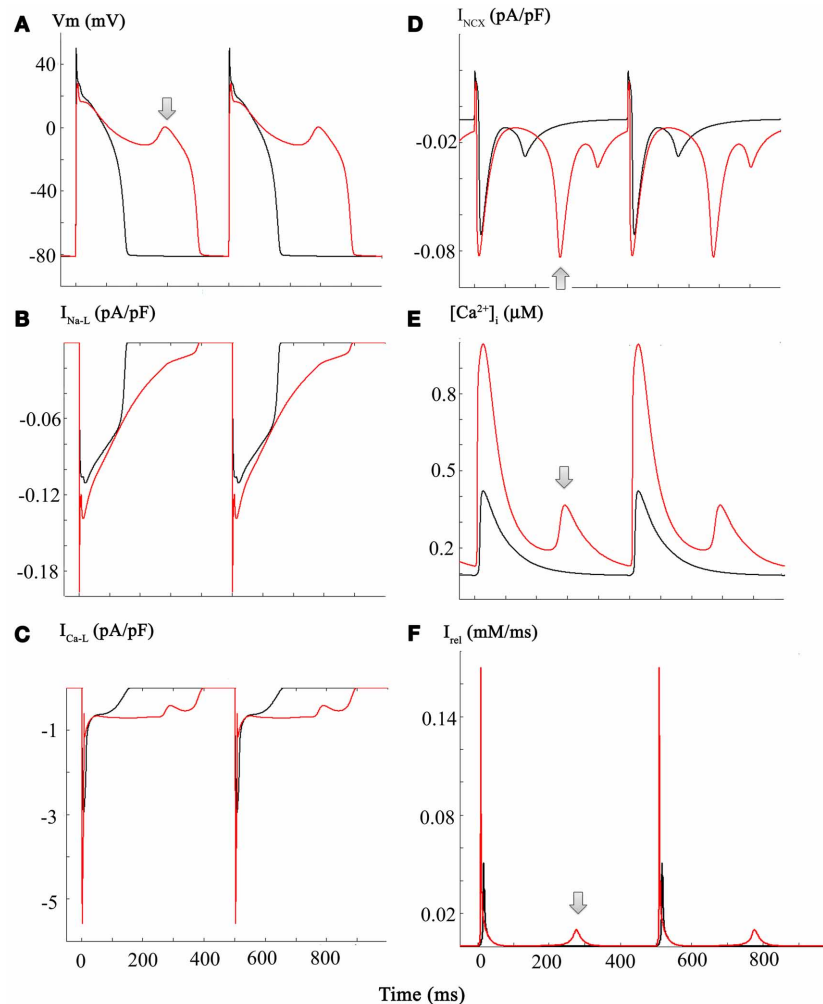 A
Vm (mV)
40
0
-40
-80
B
I_Na-L (pA/pF)
-0.06
-0.12
-0.18
C
I_Ca-L (pA/pF)
-1
-3
-5
0 200 400 600 800
D
I_NCX (pA/pF)
-0.02
-0.08
E
[Ca²⁺]_i (μM)
0.8
0.5
0.2
F
I_rel (mM/ms)
0.14
0.08
0.02
0 200 400 600 800
Time (ms)